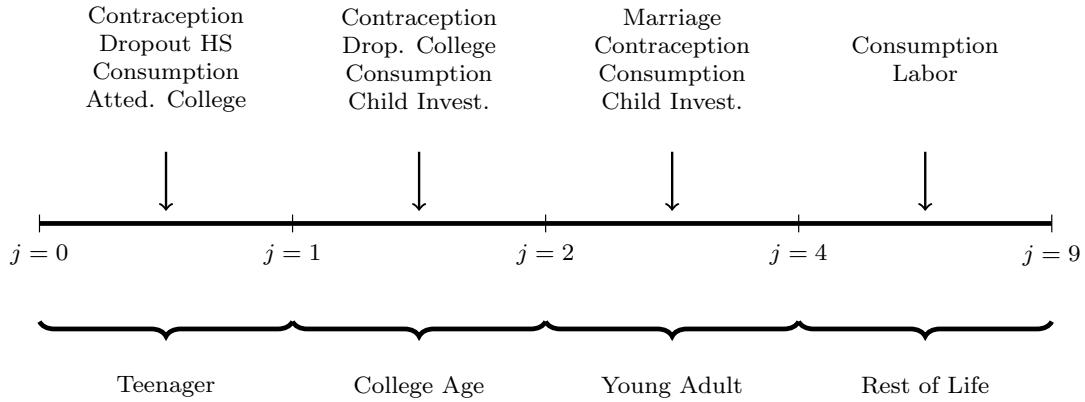 Contraception
Dropout HS
Consumption
Atted. College
Contraception
Drop. College
Consumption
Child Invest.
Marriage
Contraception
Consumption
Child Invest.
Consumption
Labor
j = 0
j = 1
j = 2
j = 4
j = 9
Teenager
College Age
Young Adult
Rest of Life